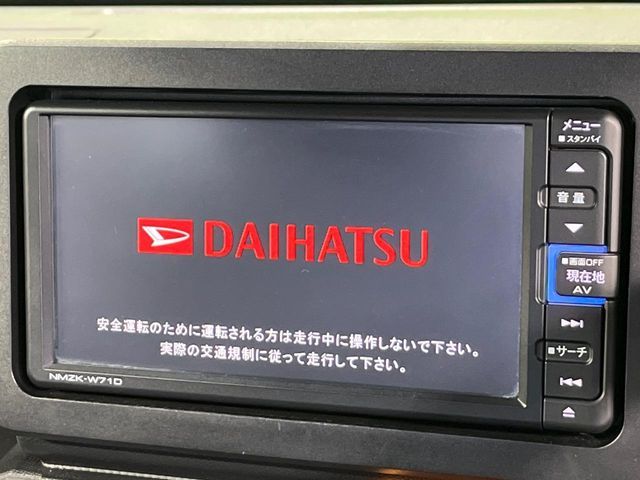 DAIHATSU
安全運転のために運転される方は走行中に操作しないで下さい。
実際の交通規制に従って走行して下さい。
NMZK-W71D
メニュー
■スタンバイ
▲
音量
▼
■画面OFF
現在地
AV
■サーチ